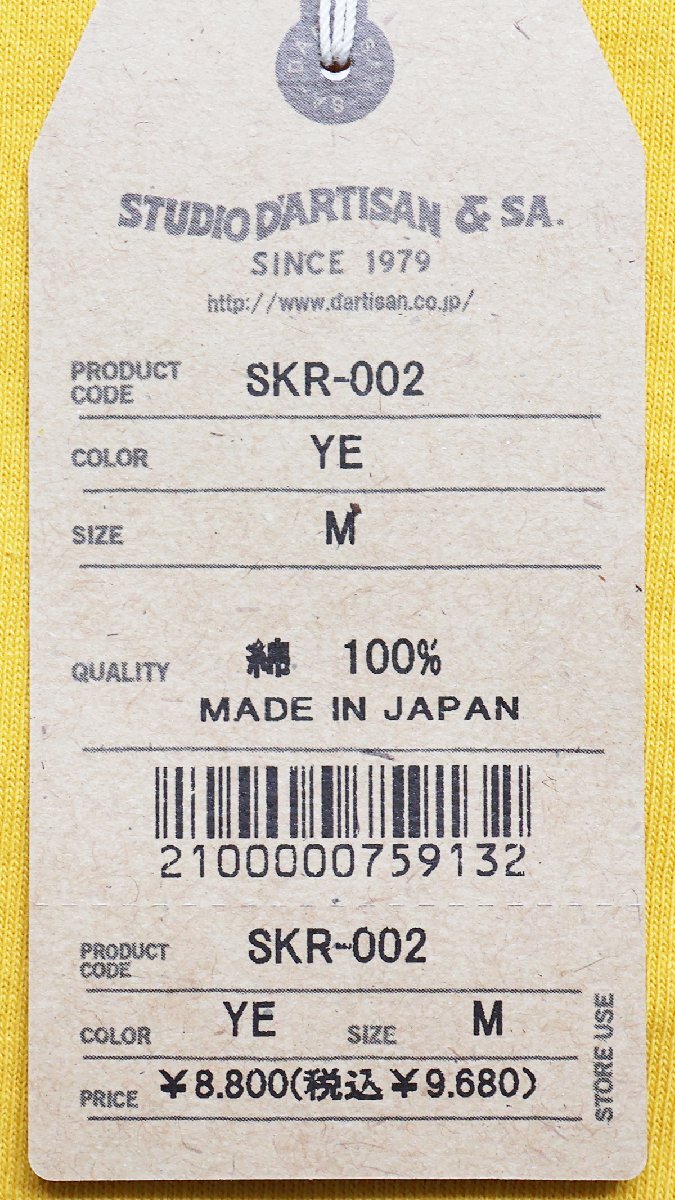 STUDIO D'ARTISAN & SA.
SINCE 1979
http://www.dartisan.co.jp/
PRODUCT CODE SKR-002
COLOR YE
SIZE M
QUALITY 綿 100%
MADE IN JAPAN
2100000759132
PRODUCT CODE SKR-002
COLOR YE SIZE M
PRICE ¥8.800(税込¥9.680)
STORE USE